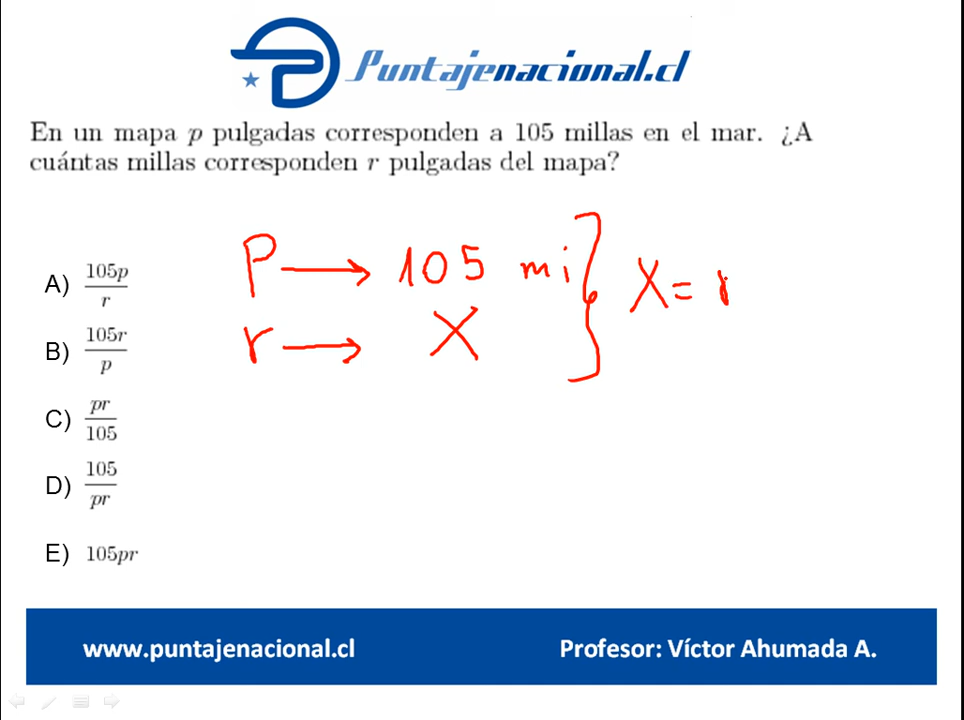 Puntajenacional.cl
En un mapa p pulgadas corresponden a 105 millas en el mar. ¿A
cuántas millas corresponden r pulgadas del mapa?
P → 105 mi
r → X
X = r
A) 105p / r
B) 105r / p
C) pr / 105
D) 105 / pr
E) 105pr
www.puntajenacional.cl Profesor: Víctor Ahumada A.